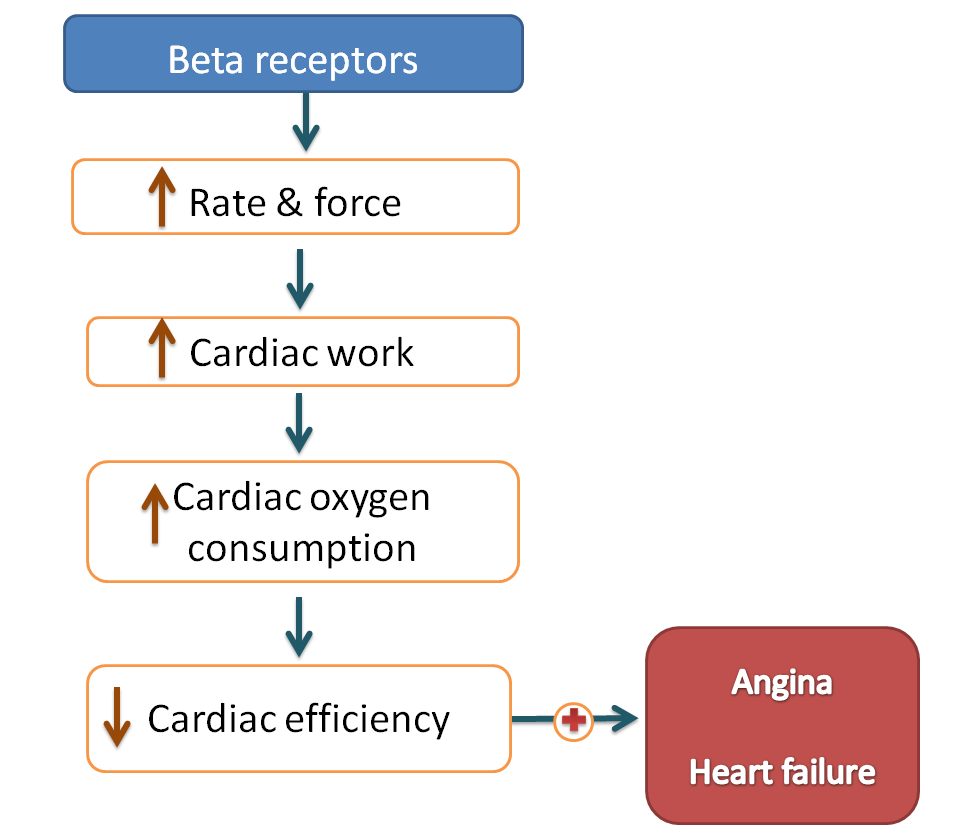 Beta receptors
Rate & force
Cardiac work
Cardiac oxygen
consumption
Cardiac efficiency
Angina
Heart failure